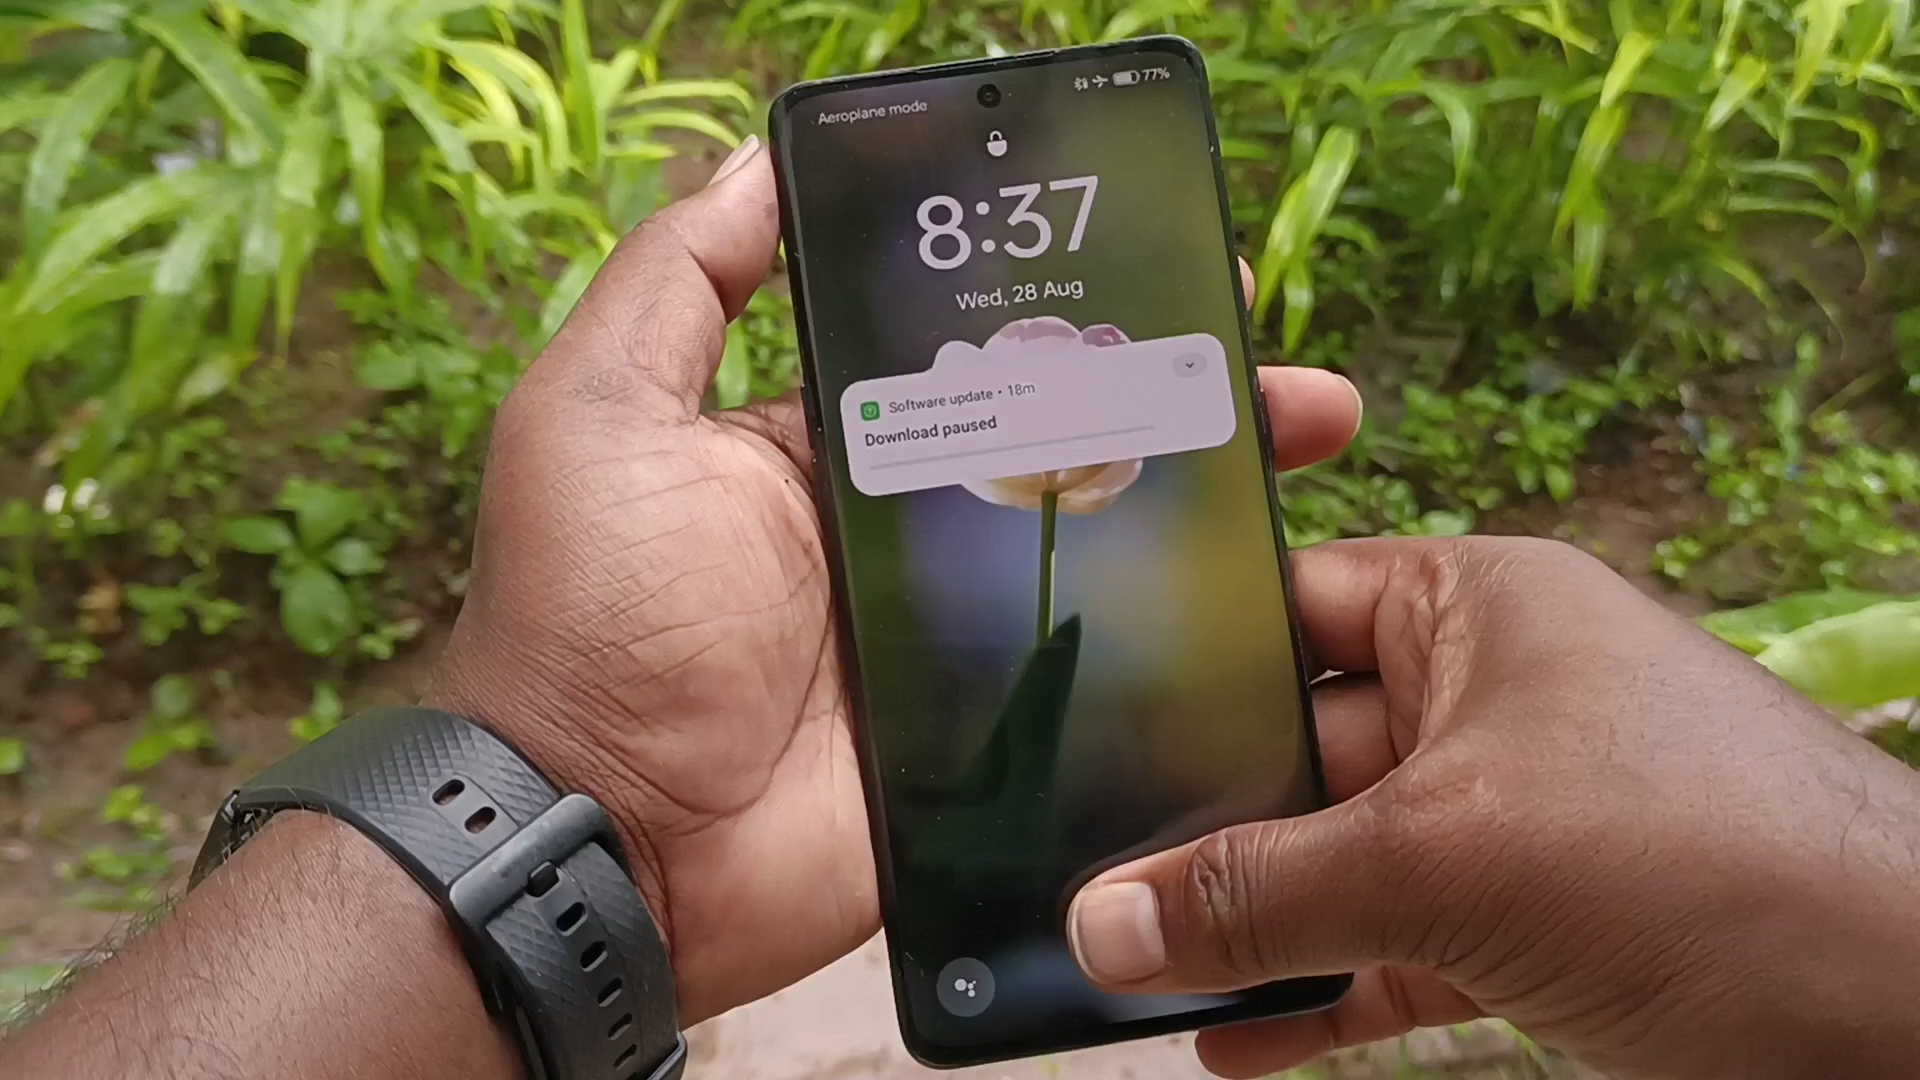 Aeroplane mode
77%
8:37
Wed, 28 Aug
Software update • 18m
Download paused